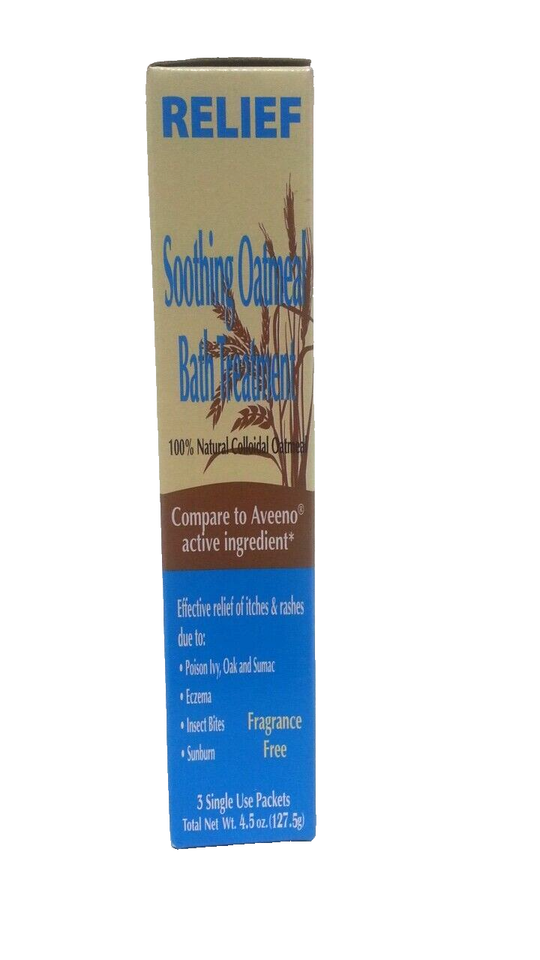 RELIEF
Soothing Oatmeal
Bath Treatment
100% Natural Colloidal Oatmeal
Compare to Aveeno®
active ingredient*
Effective relief of itches & rashes
due to:
• Poison Ivy, Oak and Sumac
• Eczema
• Insect Bites
• Sunburn
Fragrance
Free
3 Single Use Packets
Total Net Wt. 4.5 oz.(127.5g)